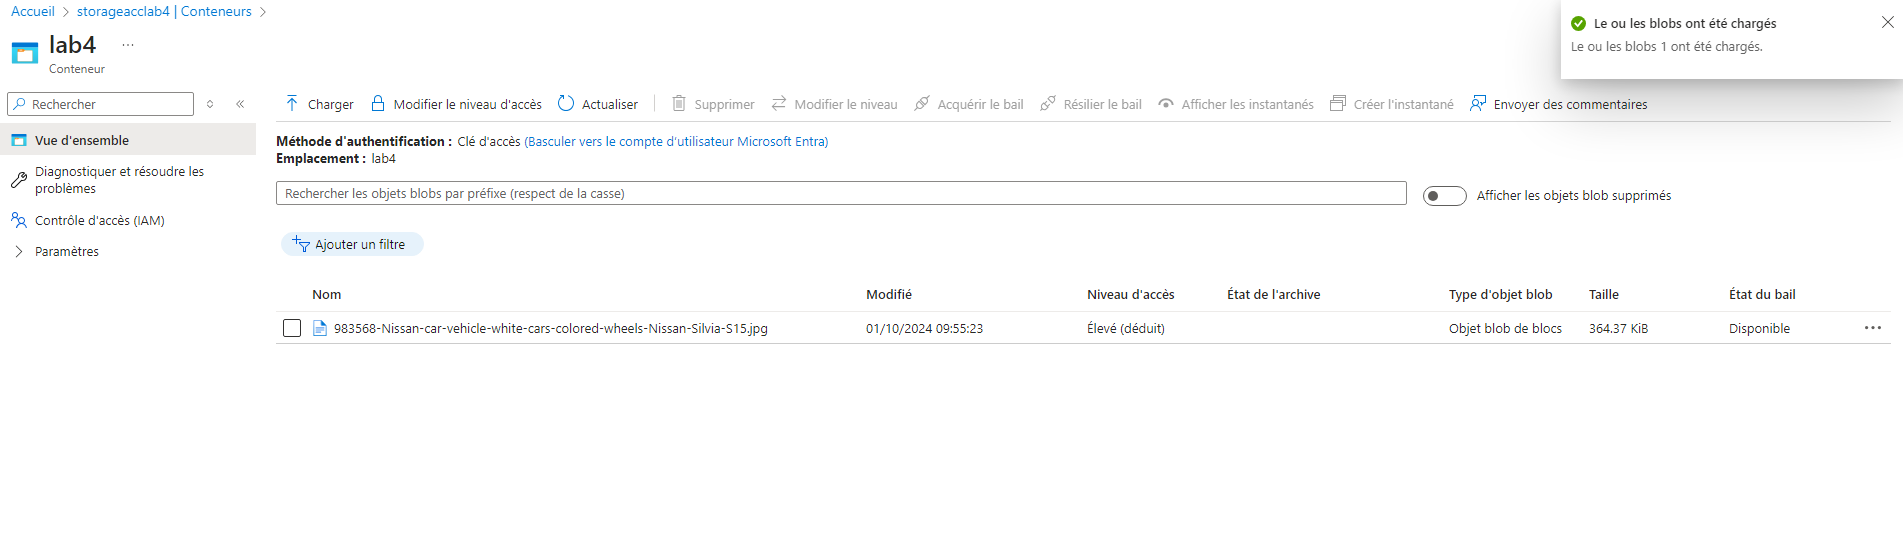 Accueil > storageacclab4 | Conteneurs >
lab4 ...
Conteneur
Le ou les blobs ont été chargés
Le ou les blobs 1 ont été chargés.
Rechercher
Vue d'ensemble
Diagnostiquer et résoudre les
problèmes
Contrôle d'accès (IAM)
Paramètres
Charger Modifier le niveau d'accès Actualiser Supprimer Modifier le niveau Acquérir le bail Résilier le bail Afficher les instantanés Créer l'instantané Envoyer des commentaires
Méthode d'authentification : Clé d'accès (Basculer vers le compte d'utilisateur Microsoft Entra)
Emplacement : lab4
Rechercher les objets blobs par préfixe (respect de la casse) Afficher les objets blob supprimés
Ajouter un filtre
Nom Modifié Niveau d'accès État de l'archive Type d'objet blob Taille État du bail
983568-Nissan-car-vehicle-white-cars-colored-wheels-Nissan-Silvia-S15.jpg 01/10/2024 09:55:23 Élevé (déduit) Objet blob de blocs 364.37 KiB Disponible ...